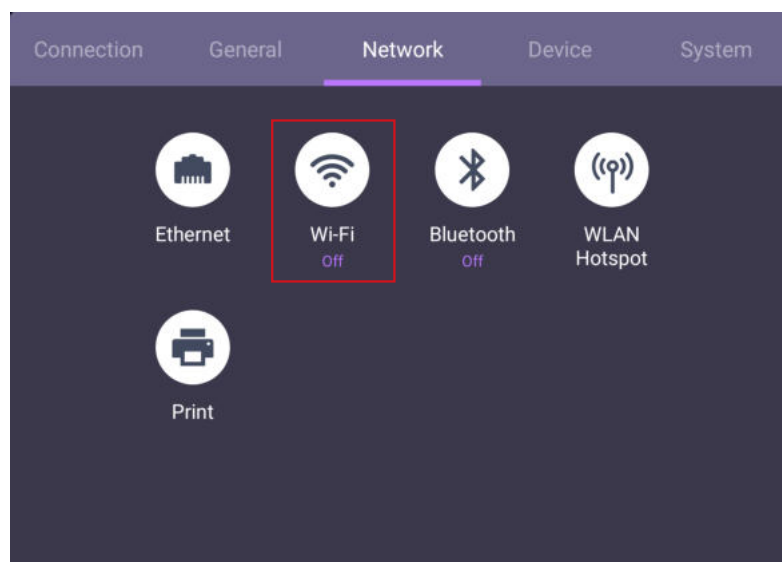 Connection General Network Device System
Ethernet Wi-Fi Bluetooth WLAN
Off Off Hotspot
Print